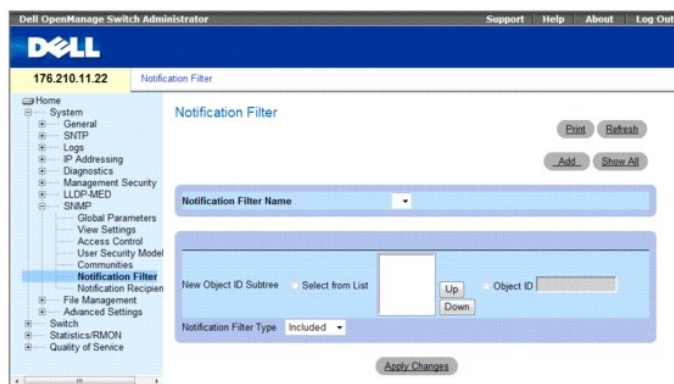 Dell OpenManage Switch Administrator
Support Help About Log Out
DELL
176.210.11.22
Notification Filter
Home
System
General
SNTP
Logs
IP Addressing
Diagnostics
Management Security
LLDP-MED
SNMP
Global Parameters
View Settings
Access Control
User Security Model
Communities
Notification Filter
Notification Recipien
File Management
Advanced Settings
Switch
Statistics/RMON
Quality of Service
Notification Filter
Print Refresh
Add Show All
Notification Filter Name
New Object ID Subtree Select from List Up Down Object ID
Notification Filter Type Included
Apply Changes